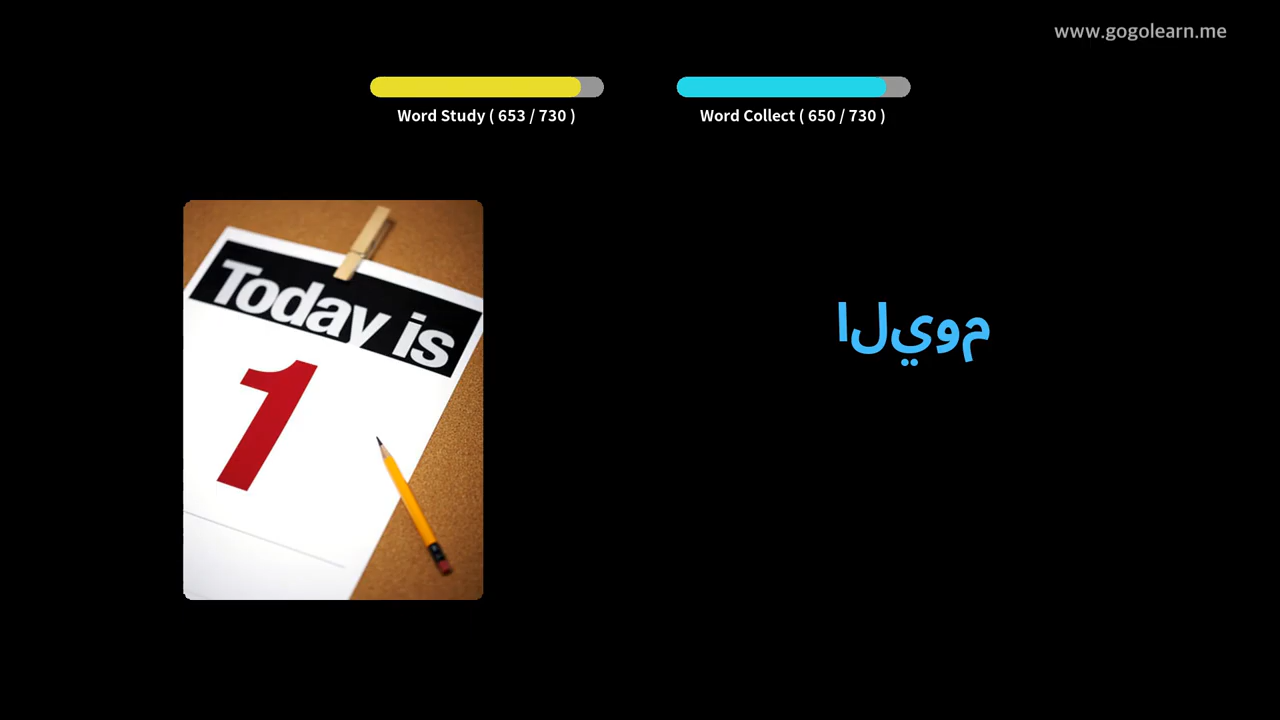 www.gogolearn.me
Word Study ( 653 / 730 )
Word Collect ( 650 / 730 )
Today is
1
اليوم